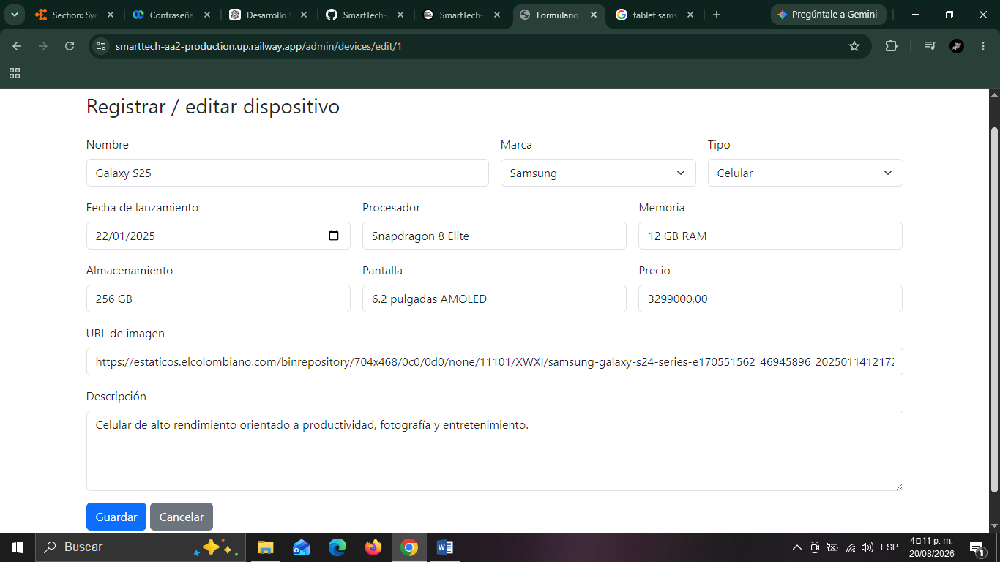 Section: Syn
Contraseña
Desarrollo
SmartTech-
SmartTech-
Formulario
tablet sams
Pregúntale a Gemini
smarttech-aa2-production.up.railway.app/admin/devices/edit/1
Registrar / editar dispositivo
Nombre Marca Tipo
Galaxy S25 Samsung Celular
Fecha de lanzamiento Procesador Memoria
22/01/2025 Snapdragon 8 Elite 12 GB RAM
Almacenamiento Pantalla Precio
256 GB 6.2 pulgadas AMOLED 3299000,00
URL de imagen
https://estaticos.elcolombiano.com/binrepository/704x468/0c0/0d0/none/11101/XWXI/samsung-galaxy-s24-series-e170551562_46945896_2025011412172
Descripción
Celular de alto rendimiento orientado a productividad, fotografía y entretenimiento.
Guardar Cancelar
Buscar
ESP
4:11 p. m.
20/08/2026
1